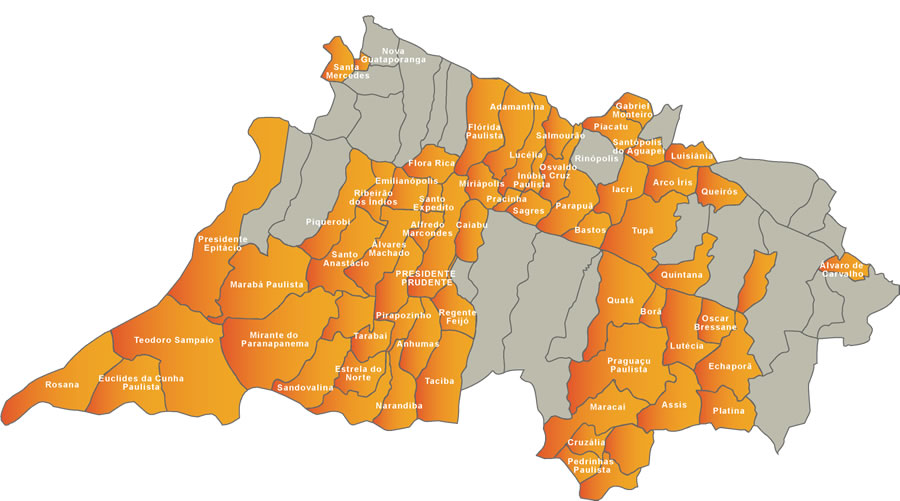 Nova
Guataporanga
Santa
Mercedes
Gabriel
Monteiro
Adamantina
Flórida
Paulista
Salmourão
Piacatu
Santópolis
do Aguapeí
Luisiânia
Rinópolis
Lucélia
Flora Rica
Osvaldo
Cruz
Inúbia
Paulista
Emilianópolis
Miriápolis
Iacri
Arco Íris
Queirós
Ribeirão
dos Índios
Santo
Expedito
Pracinha
Sagres
Parapuã
Piquerobi
Caiabu
Alfredo
Marcondes
Bastos
Tupã
Presidente
Epitácio
Santo
Anastácio
Álvares
Machado
Álvaro de
Carvalho
PRESIDENTE
PRUDENTE
Quintana
Marabá Paulista
Quatá
Borá
Pirapozinho
Regente
Feijó
Oscar
Bressane
Teodoro Sampaio
Mirante do
Paranapanema
Tarabai
Anhumas
Lutécia
Praguaçu
Paulista
Echaporã
Estrela do
Norte
Taciba
Rosana
Euclides da Cunha
Paulista
Sandovalina
Narandiba
Maracaí
Assis
Platina
Cruzália
Pedrinhas
Paulista